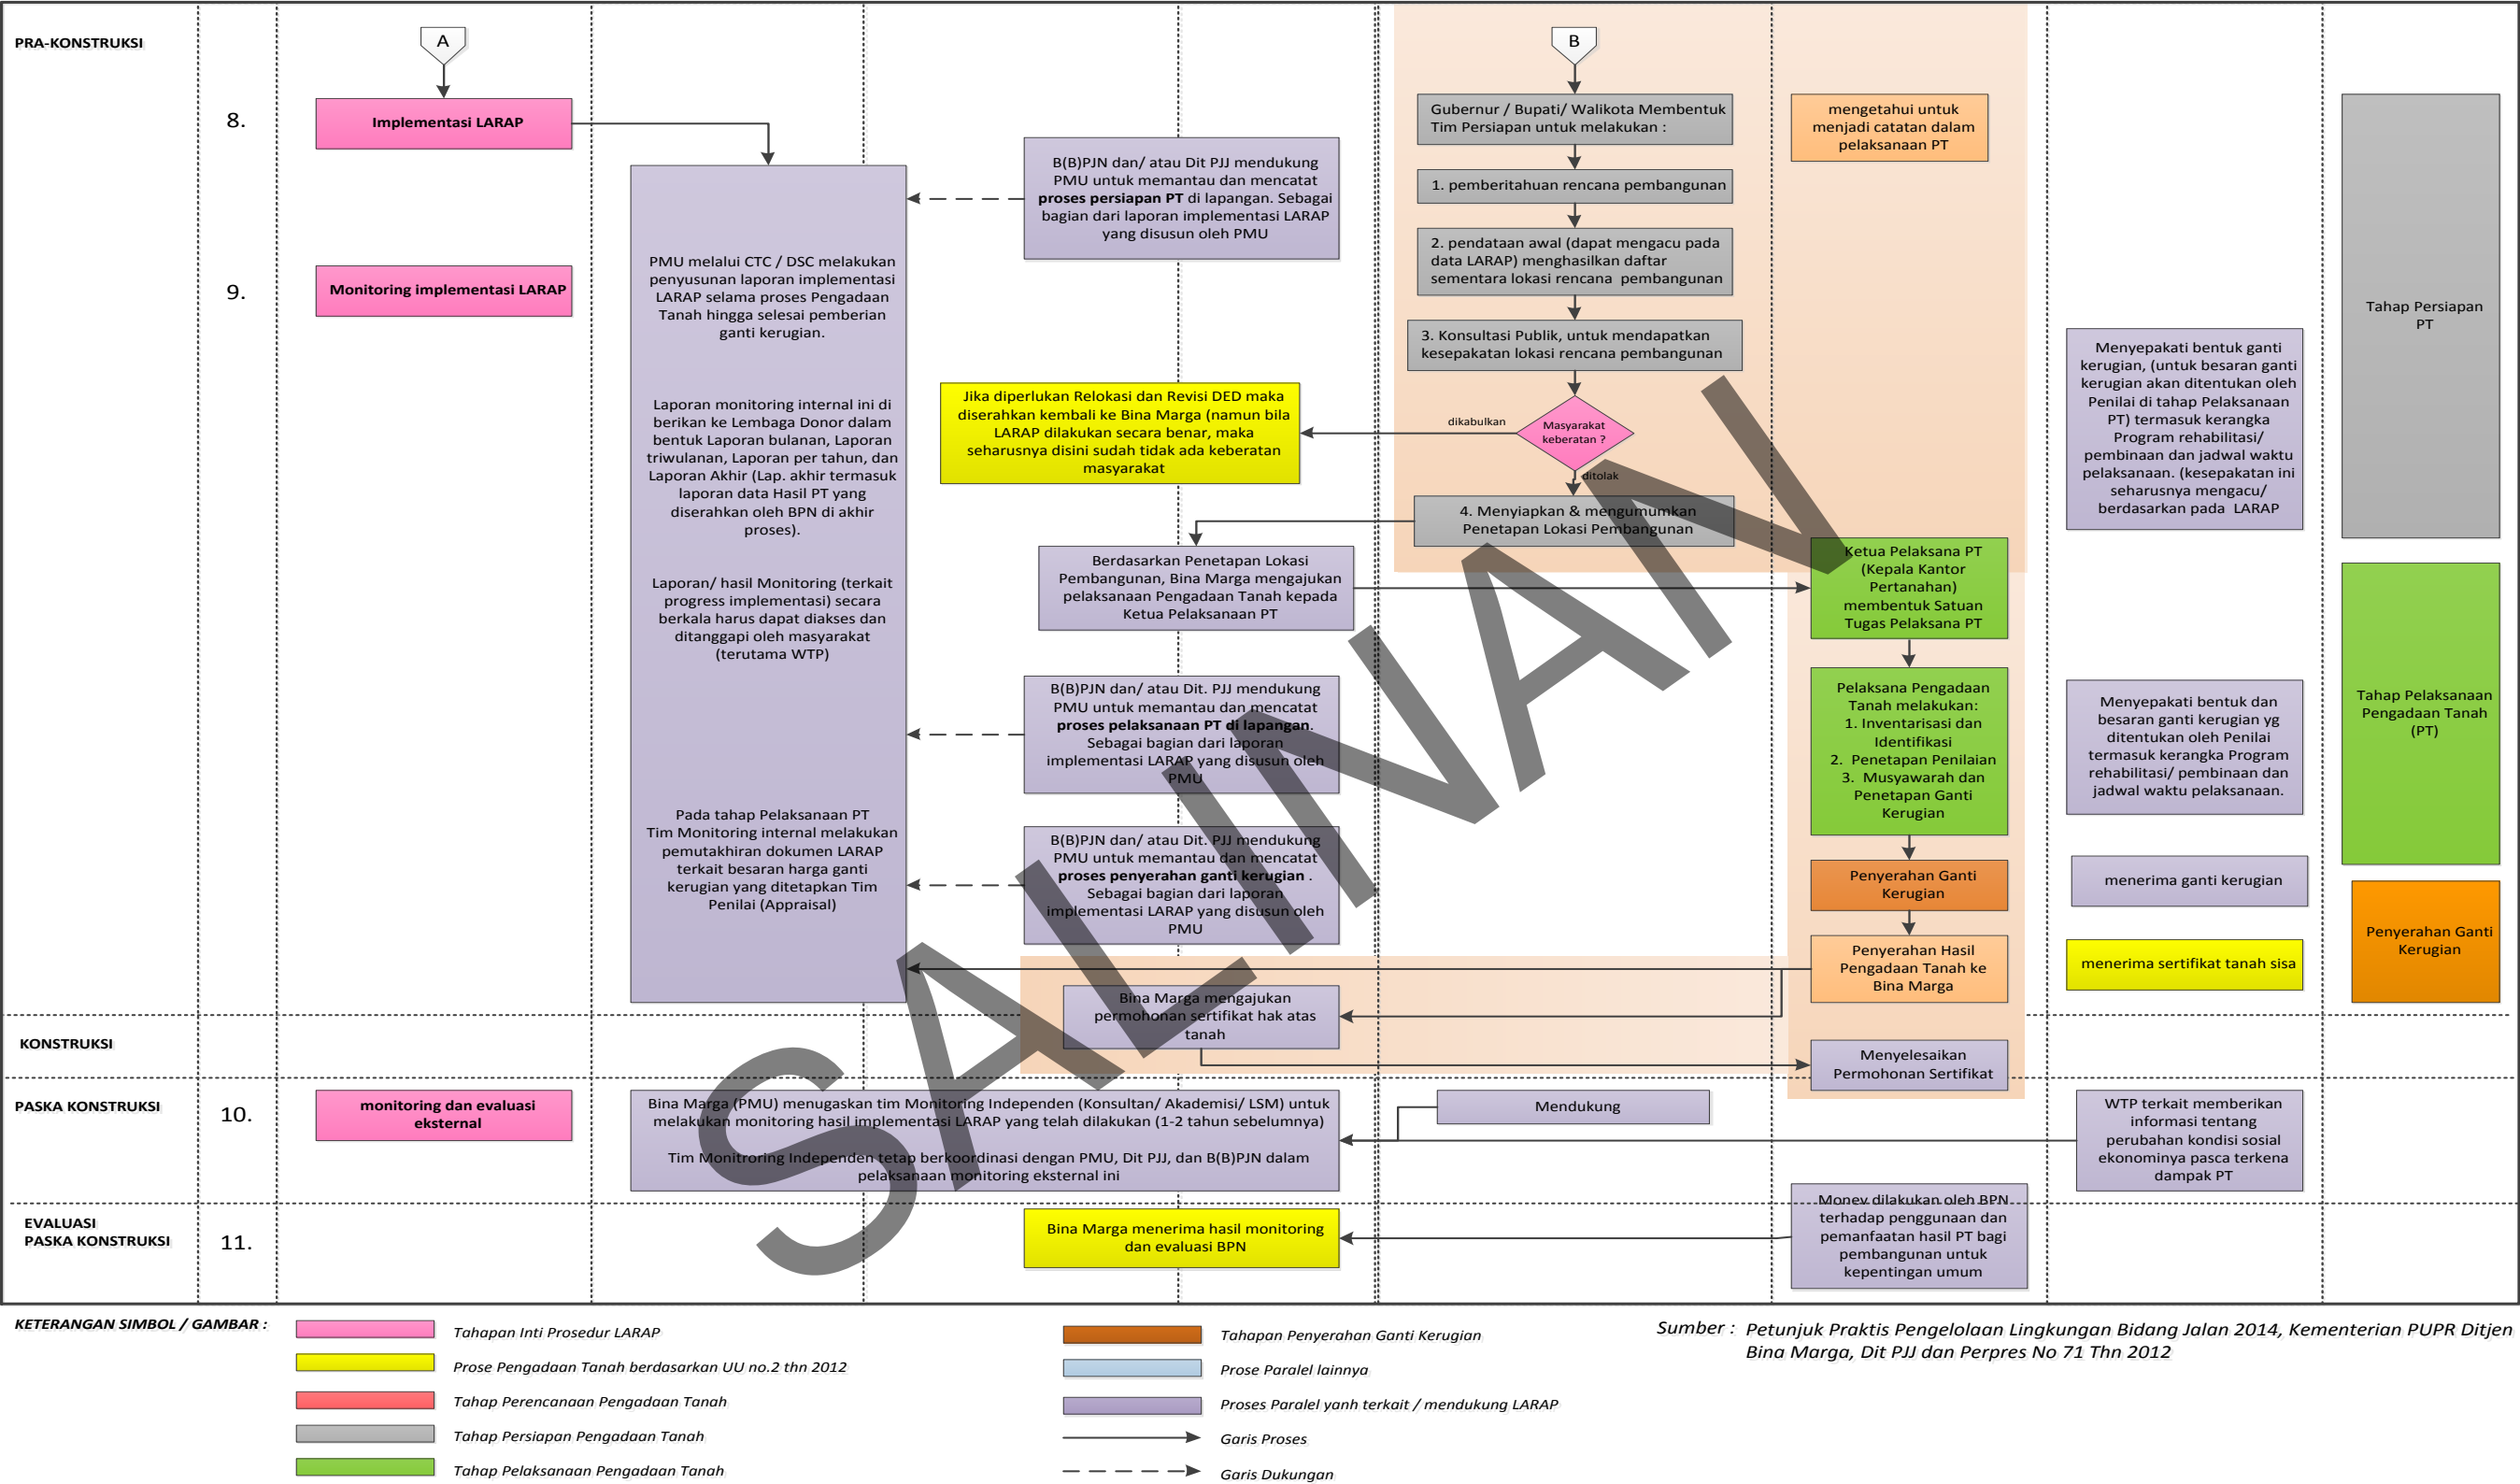 PRA-KONSTRUKSI
A
B
8.
Implementasi LARAP
Gubernur / Bupati/ Walikota Membentuk
Tim Persiapan untuk melakukan :
mengetahui untuk
menjadi catatan dalam
pelaksanaan PT
B(B)PJN dan/ atau Dit PJJ mendukung
PMU untuk memantau dan mencatat
proses persiapan PT di lapangan. Sebagai
bagian dari laporan implementasi LARAP
yang disusun oleh PMU
1. pemberitahuan rencana pembangunan
2. pendataan awal (dapat mengacu pada
data LARAP) menghasilkan daftar
sementara lokasi rencana  pembangunan
9.
Monitoring implementasi LARAP
PMU melalui CTC / DSC melakukan
penyusunan laporan implementasi
LARAP selama proses Pengadaan
Tanah hingga selesai pemberian
ganti kerugian.
Laporan monitoring internal ini di
berikan ke Lembaga Donor dalam
bentuk Laporan bulanan, Laporan
triwulanan, Laporan per tahun, dan
Laporan Akhir (Lap. akhir termasuk
laporan data Hasil PT yang
diserahkan oleh BPN di akhir
proses).
Laporan/ hasil Monitoring (terkait
progress implementasi) secara
berkala harus dapat diakses dan
ditanggapi oleh masyarakat
(terutama WTP)
Pada tahap Pelaksanaan PT
Tim Monitoring internal melakukan
pemutakhiran dokumen LARAP
terkait besaran harga ganti
kerugian yang ditetapkan Tim
Penilai (Appraisal)
3. Konsultasi Publik, untuk mendapatkan
kesepakatan lokasi rencana pembangunan
Tahap Persiapan
PT
Menyepakati bentuk ganti
kerugian, (untuk besaran ganti
kerugian akan ditentukan oleh
Penilai di tahap Pelaksanaan
PT) termasuk kerangka
Program rehabilitasi/
pembinaan dan jadwal waktu
pelaksanaan. (kesepakatan ini
seharusnya mengacu/
berdasarkan pada  LARAP
Jika diperlukan Relokasi dan Revisi DED maka
diserahkan kembali ke Bina Marga (namun bila
LARAP dilakukan secara benar, maka
seharusnya disini sudah tidak ada keberatan
masyarakat
dikabulkan
Masyarakat
keberatan ?
ditolak
4. Menyiapkan & mengumumkan
Penetapan Lokasi Pembangunan
Berdasarkan Penetapan Lokasi
Pembangunan, Bina Marga mengajukan
pelaksanaan Pengadaan Tanah kepada
Ketua Pelaksanaan PT
Ketua Pelaksana PT
(Kepala Kantor
Pertanahan)
membentuk Satuan
Tugas Pelaksana PT
B(B)PJN dan/ atau Dit. PJJ mendukung
PMU untuk memantau dan mencatat
proses pelaksanaan PT di lapangan.
Sebagai bagian dari laporan
implementasi LARAP yang disusun oleh
PMU
Pelaksana Pengadaan
Tanah melakukan:
1. Inventarisasi dan
Identifikasi
2.  Penetapan Penilaian
3.  Musyawarah dan
Penetapan Ganti
Kerugian
Menyepakati bentuk dan
besaran ganti kerugian yg
ditentukan oleh Penilai
termasuk kerangka Program
rehabilitasi/ pembinaan dan
jadwal waktu pelaksanaan.
Tahap Pelaksanaan
Pengadaan Tanah
(PT)
B(B)PJN dan/ atau Dit. PJJ mendukung
PMU untuk memantau dan mencatat
proses penyerahan ganti kerugian .
Sebagai bagian dari laporan
implementasi LARAP yang disusun oleh
PMU
Penyerahan Ganti
Kerugian
menerima ganti kerugian
Penyerahan Ganti
Kerugian
Penyerahan Hasil
Pengadaan Tanah ke
Bina Marga
menerima sertifikat tanah sisa
Bina Marga mengajukan
permohonan sertifikat hak atas
tanah
KONSTRUKSI
Menyelesaikan
Permohonan Sertifikat
PASKA KONSTRUKSI
10.
monitoring dan evaluasi
eksternal
Bina Marga (PMU) menugaskan tim Monitoring Independen (Konsultan/ Akademisi/ LSM) untuk
melakukan monitoring hasil implementasi LARAP yang telah dilakukan (1-2 tahun sebelumnya)
Tim Monitroring Independen tetap berkoordinasi dengan PMU, Dit PJJ, dan B(B)PJN dalam
pelaksanaan monitoring eksternal ini
Mendukung
WTP terkait memberikan
informasi tentang
perubahan kondisi sosial
ekonominya pasca terkena
dampak PT
EVALUASI
PASKA KONSTRUKSI
11.
Bina Marga menerima hasil monitoring
dan evaluasi BPN
Monev dilakukan oleh BPN
terhadap penggunaan dan
pemanfaatan hasil PT bagi
pembangunan untuk
kepentingan umum
SALINAN
KETERANGAN SIMBOL / GAMBAR :
Tahapan Inti Prosedur LARAP
Prose Pengadaan Tanah berdasarkan UU no.2 thn 2012
Tahap Perencanaan Pengadaan Tanah
Tahap Persiapan Pengadaan Tanah
Tahap Pelaksanaan Pengadaan Tanah
Tahapan Penyerahan Ganti Kerugian
Prose Paralel lainnya
Proses Paralel yanh terkait / mendukung LARAP
Garis Proses
Garis Dukungan
Sumber :  Petunjuk Praktis Pengelolaan Lingkungan Bidang Jalan 2014, Kementerian PUPR Ditjen
Bina Marga, Dit PJJ dan Perpres No 71 Thn 2012